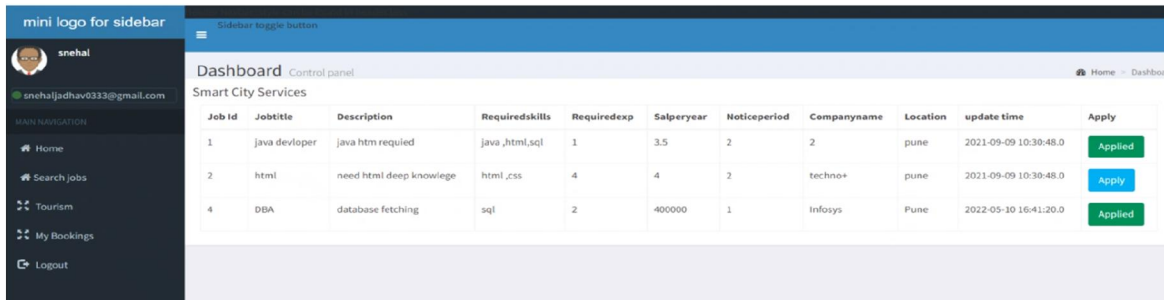 mini logo for sidebar
Sidebar toggle button
snehal
snehaljadhav0333@gmail.com
MAIN NAVIGATION
Home
Search jobs
Tourism
My Bookings
Logout
Dashboard Control panel
Home > Dashboa
Smart City Services
Job Id Jobtitle Description Requiredskills Requiredexp Salperyear Noticeperiod Companyname Location update time Apply
1 java devloper java htm requied java ,html,sql 1 3.5 2 2 pune 2021-09-09 10:30:48.0 Applied
2 html need html deep knowlege html ,css 4 4 2 techno+ pune 2021-09-09 10:30:48.0 Apply
4 DBA database fetching sql 2 400000 1 Infosys Pune 2022-05-10 16:41:20.0 Applied